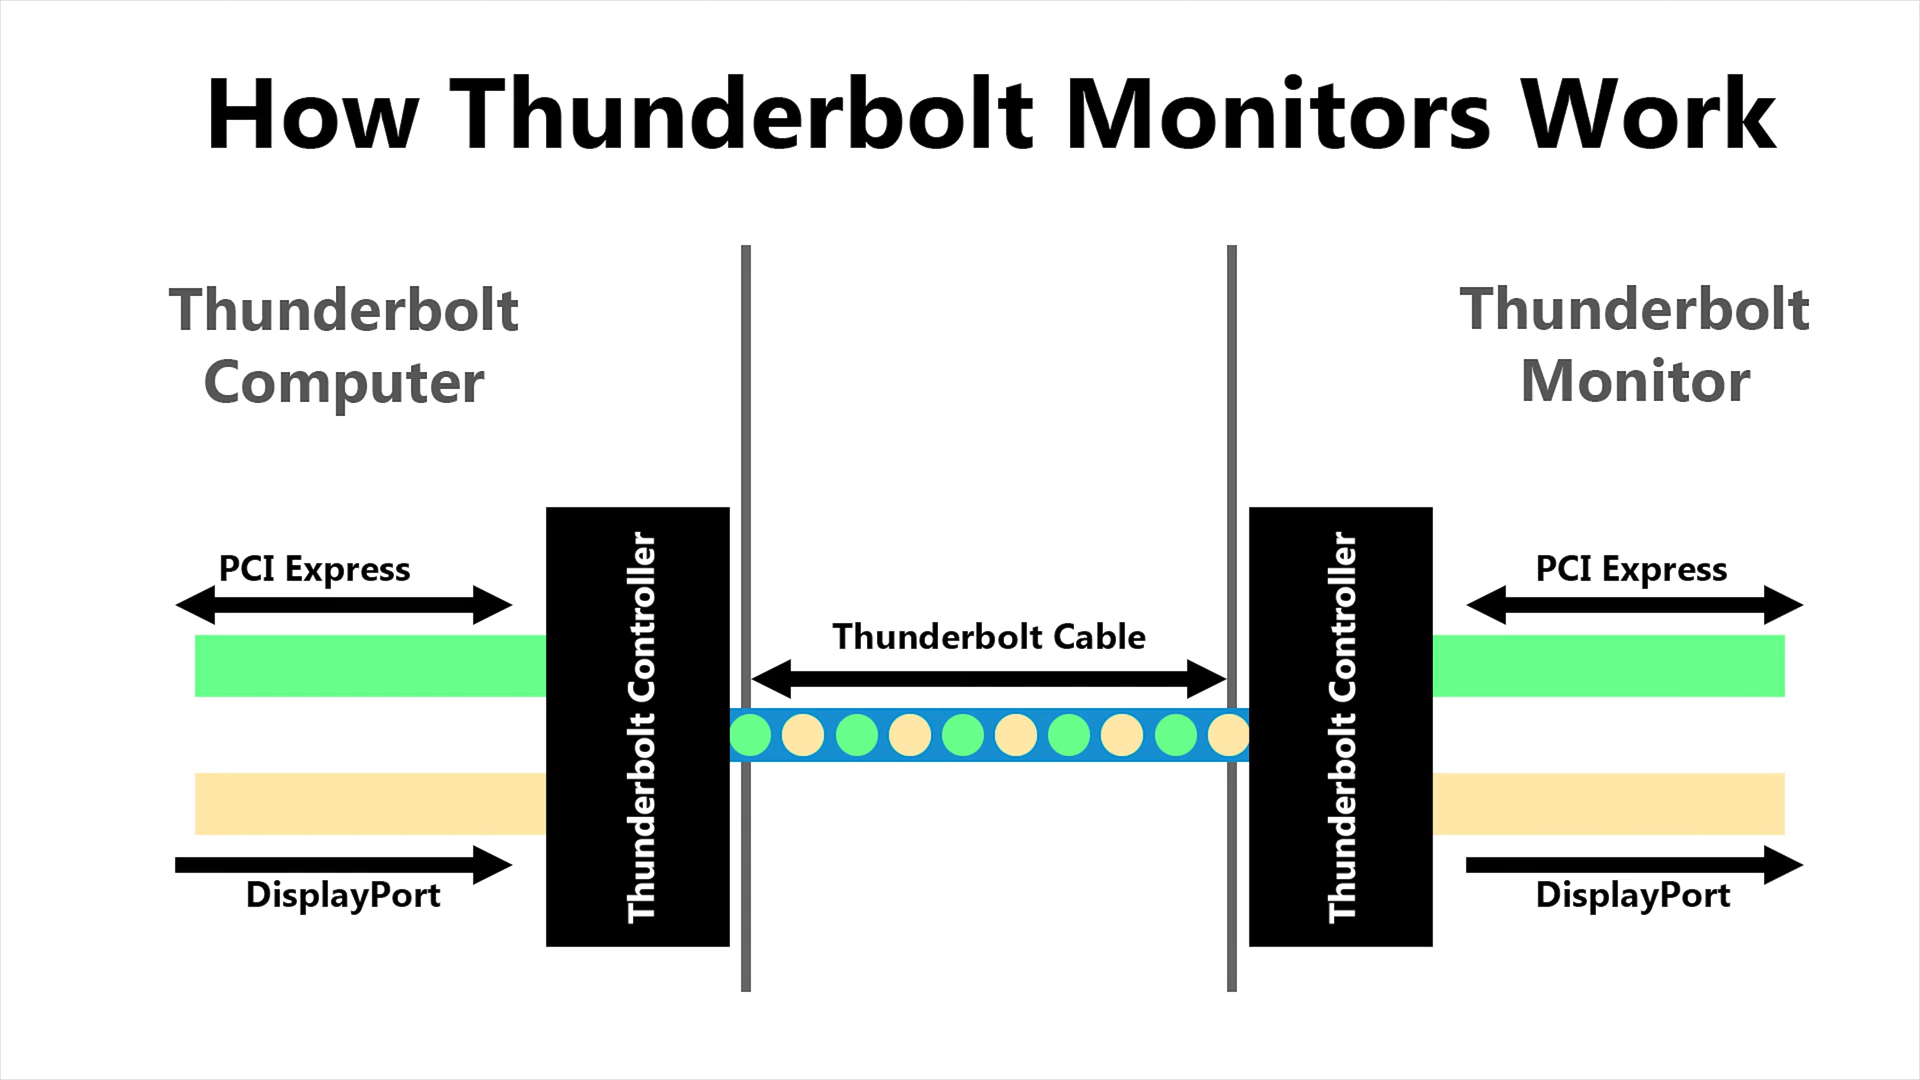 How Thunderbolt Monitors Work
Thunderbolt
Computer
Thunderbolt
Monitor
PCI Express
Thunderbolt Controller
DisplayPort
Thunderbolt Cable
Thunderbolt Controller
PCI Express
DisplayPort